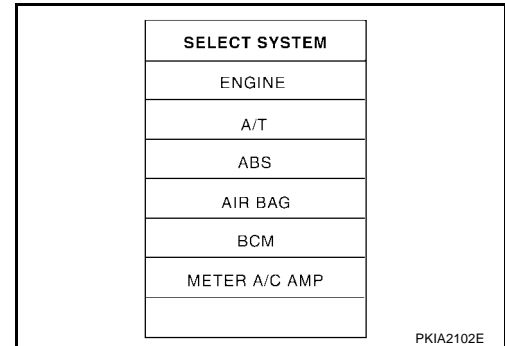 SELECT SYSTEM
ENGINE
A/T
ABS
AIR BAG
BCM
METER A/C AMP
PKIA2102E